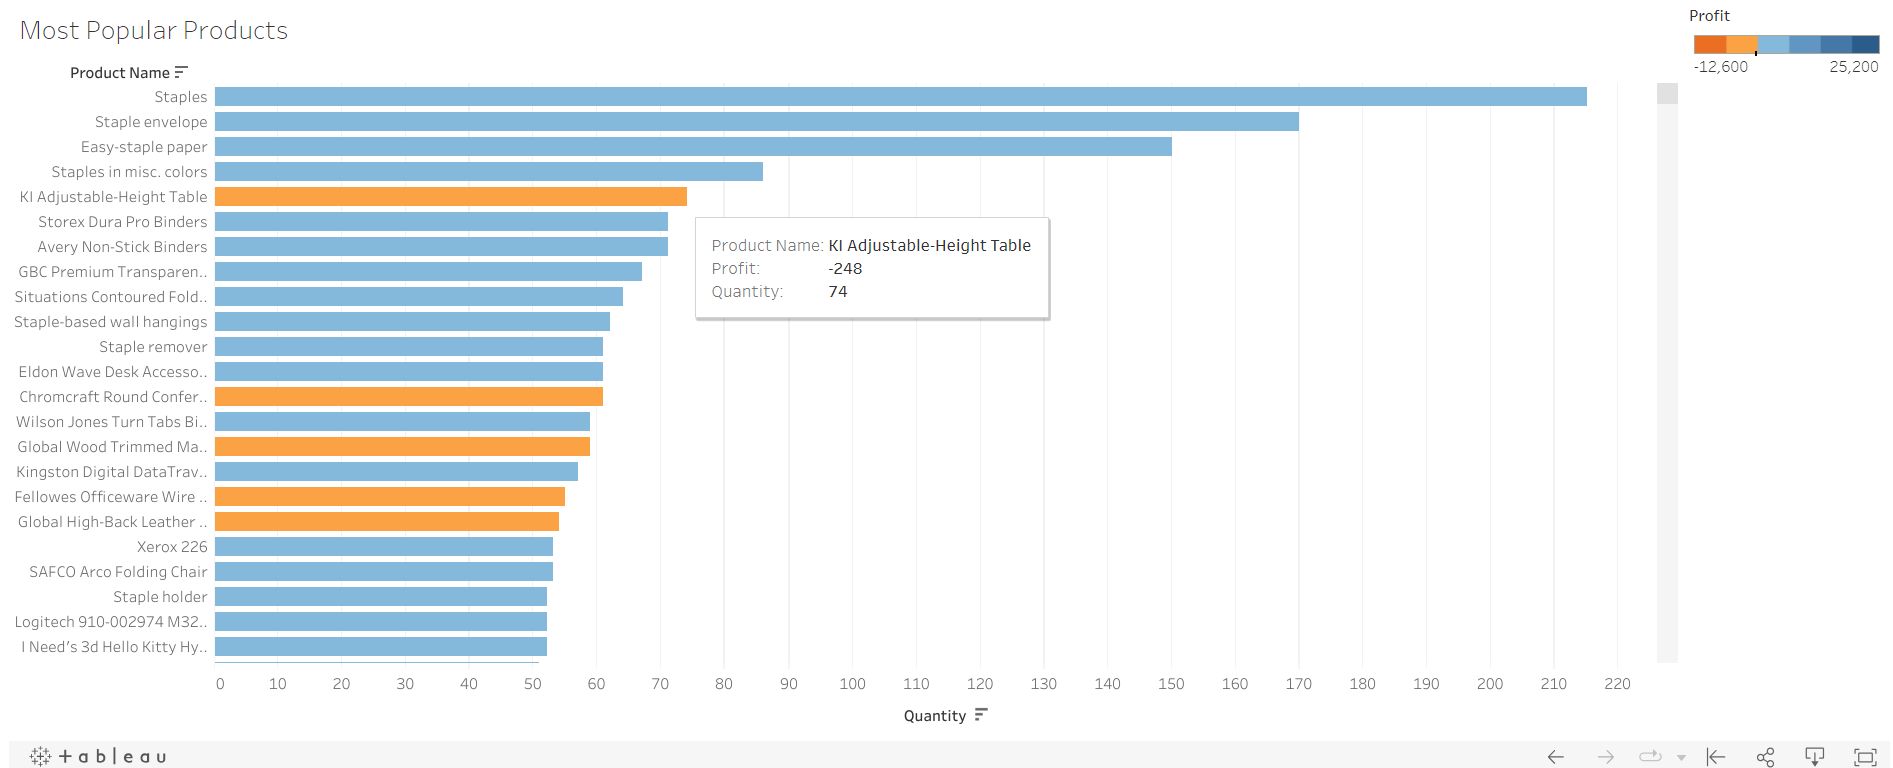 Most Popular Products
Profit
-12,600 25,200
Product Name
Staples
Staple envelope
Easy-staple paper
Staples in misc. colors
KI Adjustable-Height Table
Storex Dura Pro Binders
Avery Non-Stick Binders
GBC Premium Transparen..
Situations Contoured Fold..
Staple-based wall hangings
Staple remover
Eldon Wave Desk Accesso..
Chromcraft Round Confer..
Wilson Jones Turn Tabs Bi..
Global Wood Trimmed Ma..
Kingston Digital DataTrav..
Fellowes Officeware Wire ..
Global High-Back Leather ..
Xerox 226
SAFCO Arco Folding Chair
Staple holder
Logitech 910-002974 M32..
I Need's 3d Hello Kitty Hy..
Product Name: KI Adjustable-Height Table
Profit: -248
Quantity: 74
0 10 20 30 40 50 60 70 80 90 100 110 120 130 140 150 160 170 180 190 200 210 220
Quantity
+ a b | e a u